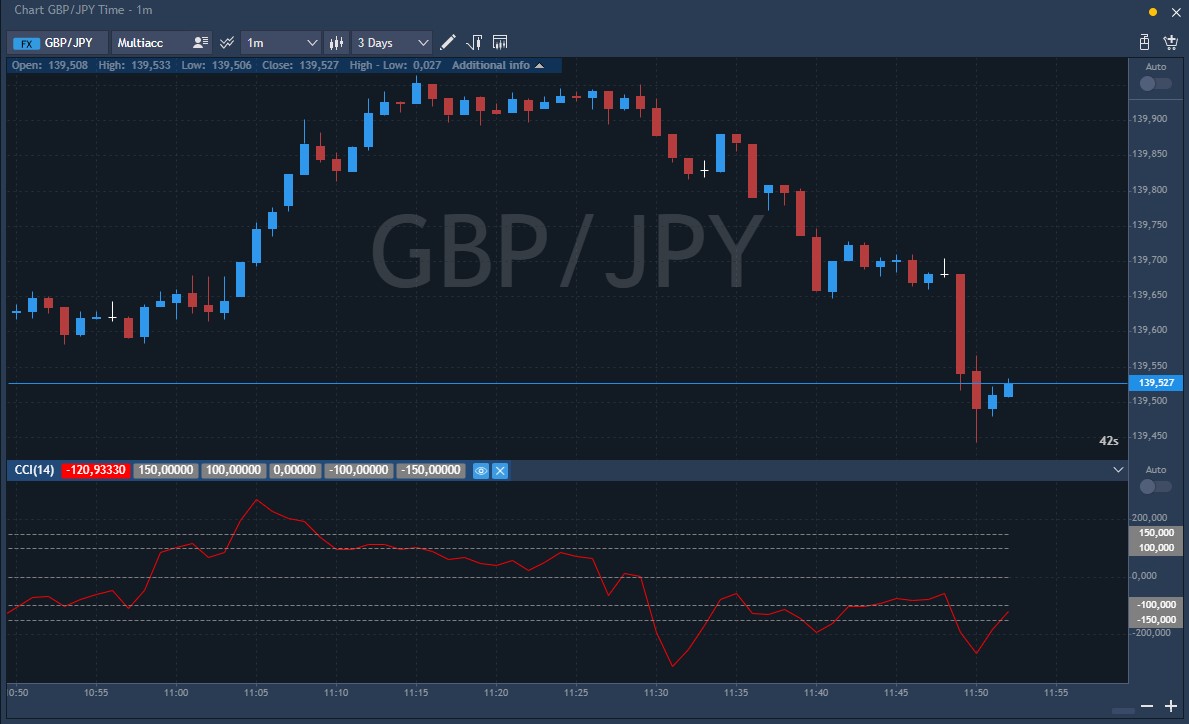 Chart GBP/JPY Time - 1m
FX GBP/JPY Multiacc 1m 3 Days
Open: 139,508 High: 139,533 Low: 139,506 Close: 139,527 High - Low: 0,027 Additional info
Auto
GBP/JPY
139,900
139,850
139,800
139,750
139,700
139,650
139,600
139,550
139,527
139,500
139,450
42s
CCI(14) -120,93330 150,00000 100,00000 0,00000 -100,00000 -150,00000
Auto
200,000
150,000
100,000
0,000
-100,000
-150,000
-200,000
0:50 10:55 11:00 11:05 11:10 11:15 11:20 11:25 11:30 11:35 11:40 11:45 11:50 11:55